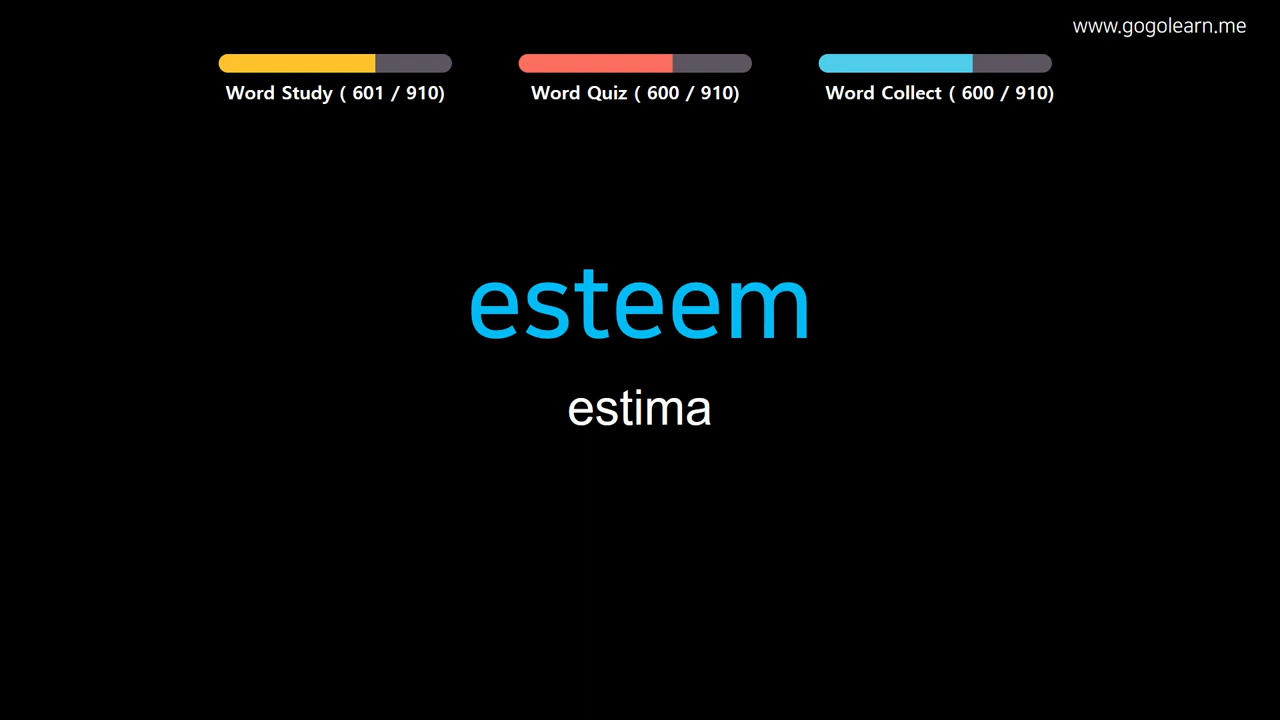 www.gogolearn.me
Word Study ( 601 / 910)
Word Quiz ( 600 / 910)
Word Collect ( 600 / 910)
esteem
estima